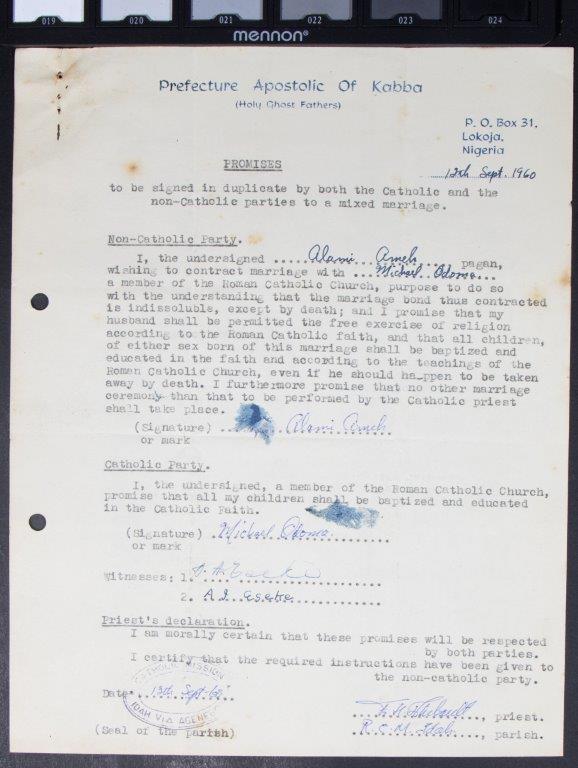 019 020 021 022 023 024
mennon®
Prefecture Apostolic Of Kabba
(Holy Ghost Fathers)
P. O. Box 31,
Lokoja,
Nigeria
12th Sept. 1960
PROMISES
to be signed in duplicate by both the Catholic and the
non-Catholic parties to a mixed marriage.
Non-Catholic Party.
I, the undersigned ..... Alami Ameh ..... pagan,
wishing to contract marriage with ... Michael Odoma ...
a member of the Roman Catholic Church, purpose to do so
with the understanding that the marriage bond thus contracted
is indissoluble, except by death; and I promise that my
husband shall be permitted the free exercise of religion
according to the Roman Catholic faith, and that all children,
of either sex born of this marriage shall be baptized and
educated in the faith and according to the teachings of the
Roman Catholic Church, even if he should happen to be taken
away by death. I furthermore promise that no other marriage
ceremony than that to be performed by the Catholic priest
shall take place.
(Signature) Alami Ameh
or mark
Catholic Party.
I, the undersigned, a member of the Roman Catholic Church,
promise that all my children shall be baptized and educated
in the Catholic Faith.
(Signature) Michael Odoma
or mark
Witnesses: 1.
2. A.I.
Priest's declaration.
I am morally certain that these promises will be respected
by both parties.
I certify that the required instructions have been given to
the non-catholic party.
CATHOLIC MISSION
Date 13th Sept. 60
IDAH VIA AGENEB
, priest.
R.C.M. Idah, parish.
(Seal of the parish)